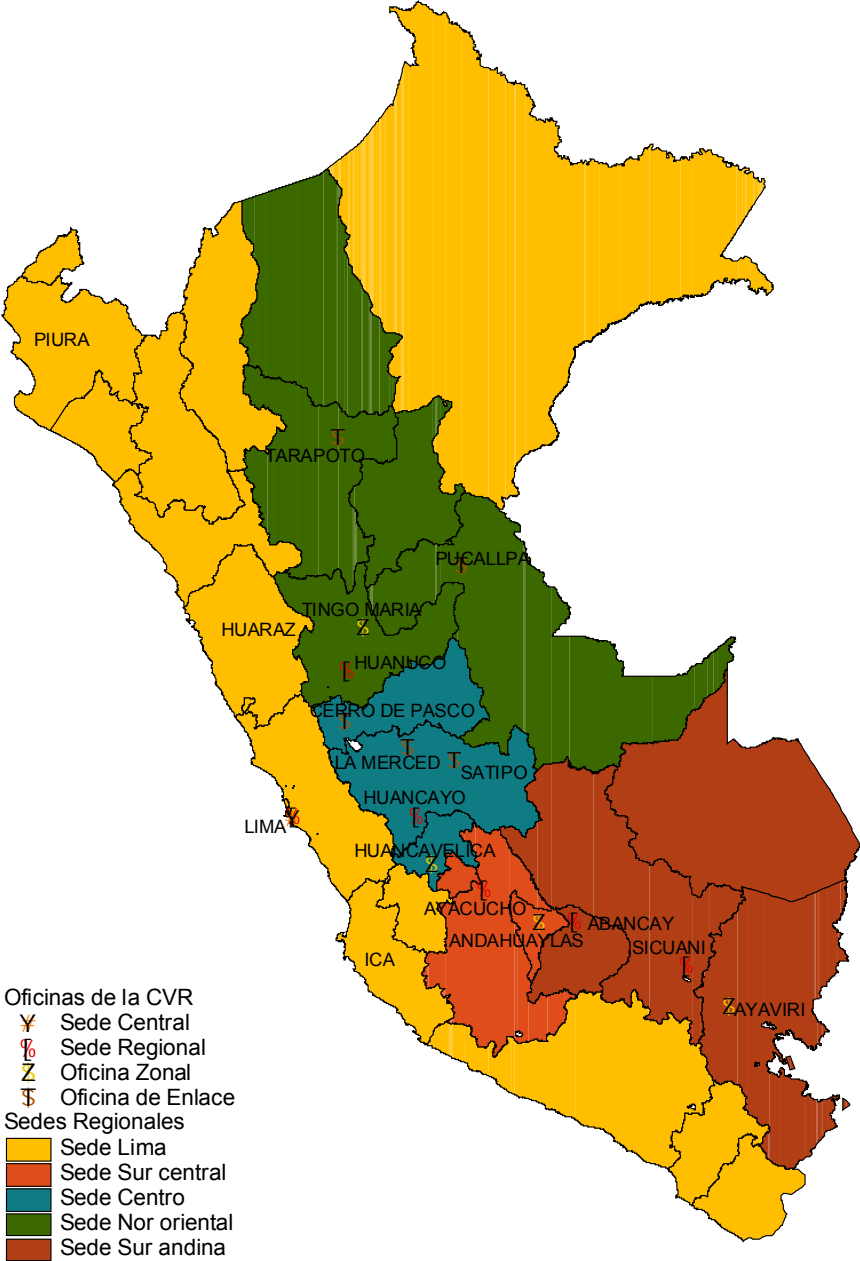 PIURA
TARAPOTO
PUCALLPA
TINGO MARIA
HUARAZ
HUANUCO
CERRO DE PASCO
LA MERCED
SATIPO
HUANCAYO
LIMA
HUANCAVELICA
AYACUCHO
ABANCAY
ANDAHUAYLAS
SICUANI
ICA
AYAVIRI
Oficinas de la CVR
Sede Central
Sede Regional
Oficina Zonal
Oficina de Enlace
Sedes Regionales
Sede Lima
Sede Sur central
Sede Centro
Sede Nor oriental
Sede Sur andina